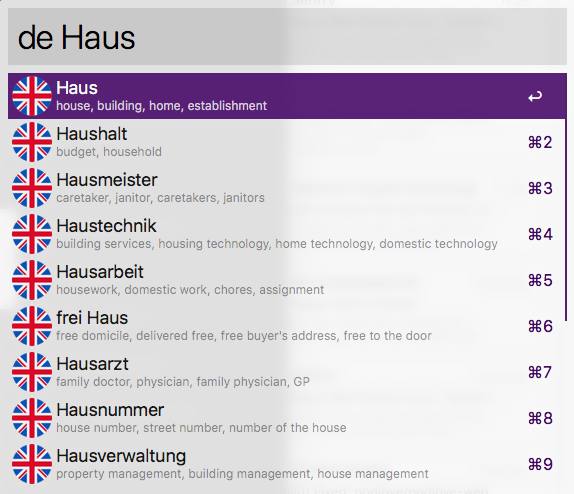 de Haus
Haus
house, building, home, establishment
↩
Haushalt
budget, household
⌘2
Hausmeister
caretaker, janitor, caretakers, janitors
⌘3
Haustechnik
building services, housing technology, home technology, domestic technology
⌘4
Hausarbeit
housework, domestic work, chores, assignment
⌘5
frei Haus
free domicile, delivered free, free buyer's address, free to the door
⌘6
Hausarzt
family doctor, physician, family physician, GP
⌘7
Hausnummer
house number, street number, number of the house
⌘8
Hausverwaltung
property management, building management, house management
⌘9